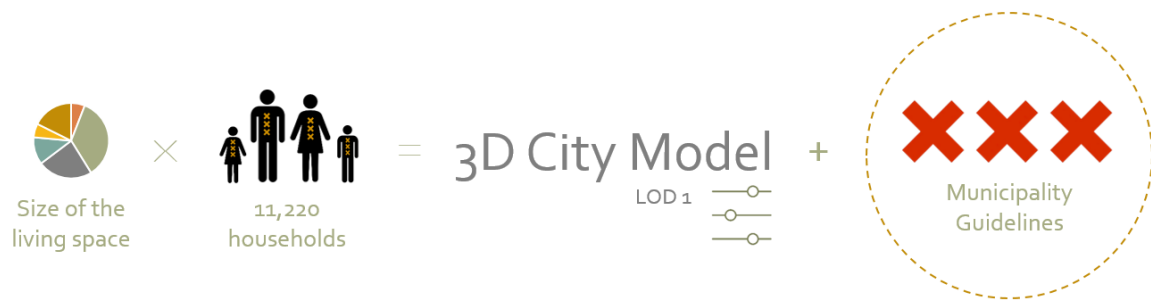 Size of the
living space
×
11,220
households
=
3D City Model
LOD 1
+
Municipality
Guidelines